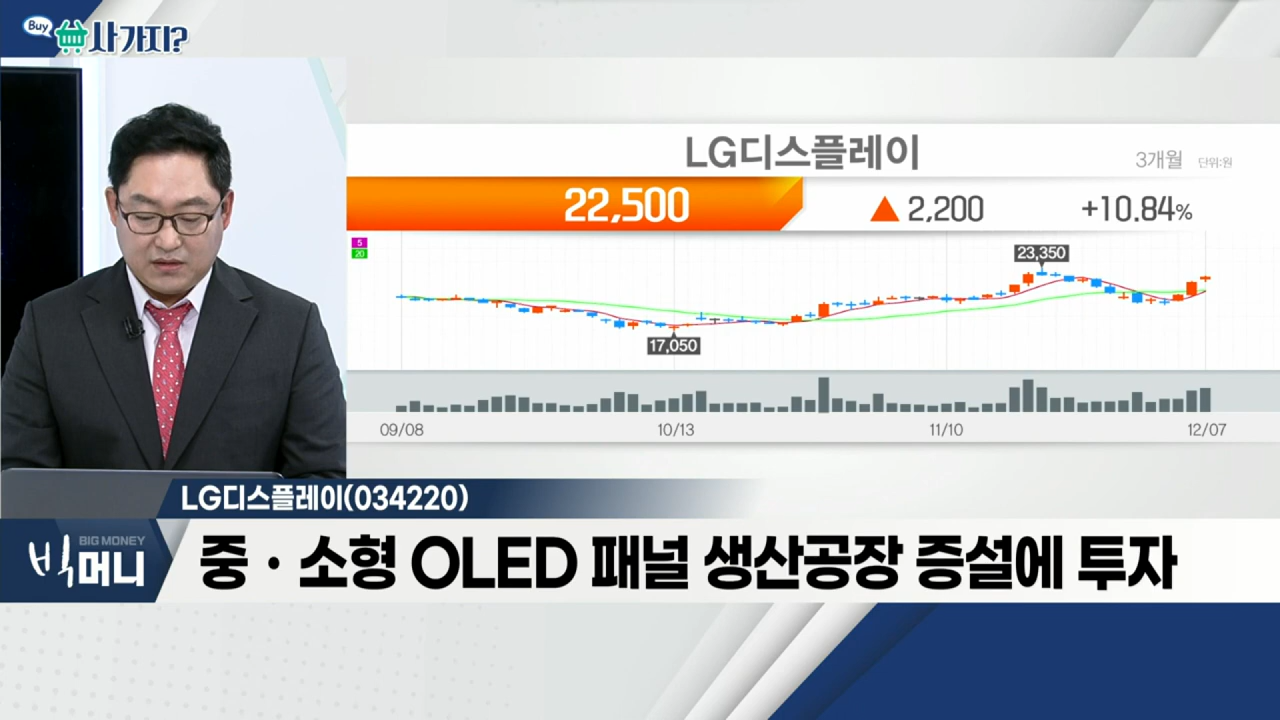 Buy
사가지?
LG디스플레이
3개월 단위:원
22,500 ▲ 2,200 +10.84%
5
20
23,350
17,050
09/08 10/13 11/10 12/07
LG디스플레이(034220)
BIG MONEY
빅머니
중·소형 OLED 패널 생산공장 증설에 투자